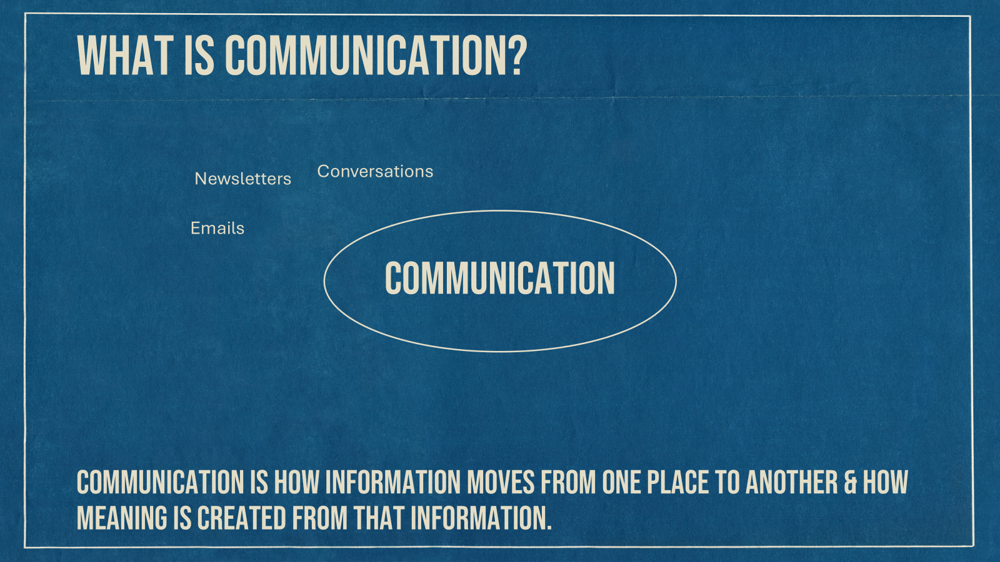 WHAT IS COMMUNICATION?
Newsletters
Conversations
Emails
COMMUNICATION
COMMUNICATION IS HOW INFORMATION MOVES FROM ONE PLACE TO ANOTHER & HOW
MEANING IS CREATED FROM THAT INFORMATION.